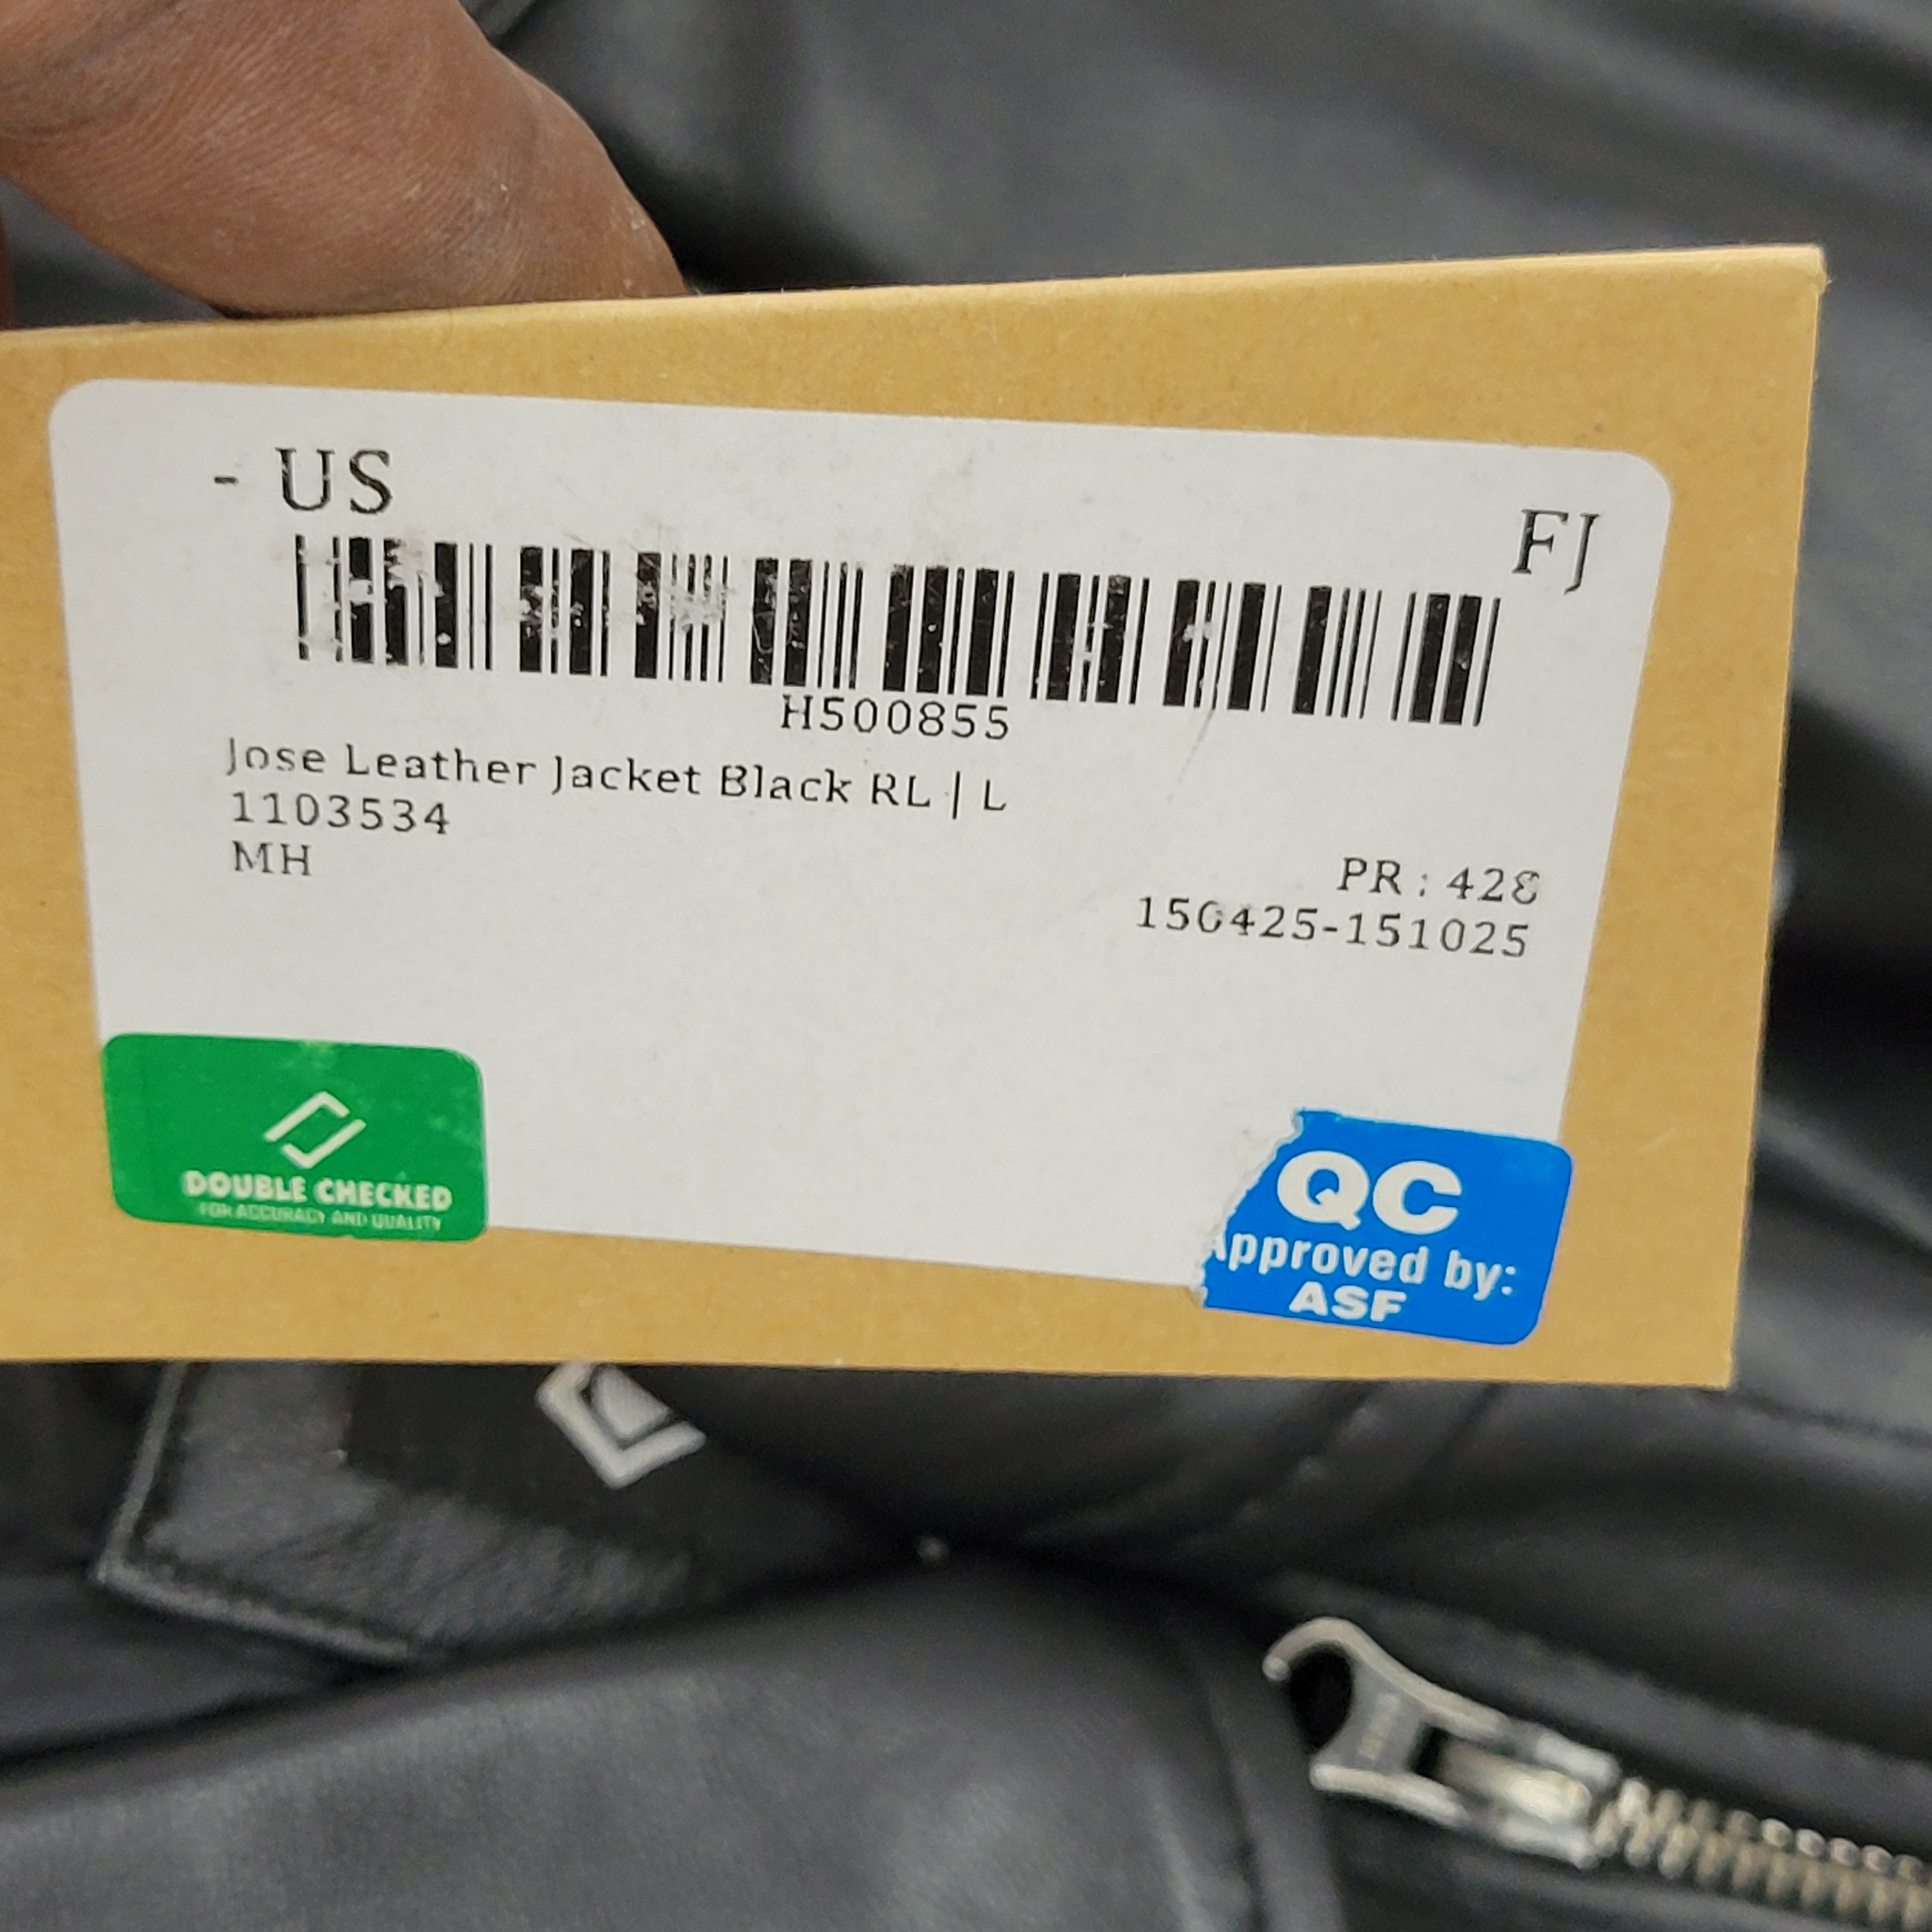 - US
FJ
H500855
Jose Leather Jacket Black RL | L
1103534
MH
PR : 428
150425-151025
DOUBLE CHECKED
FOR ACCURACY AND QUALITY
QC
Approved by:
ASF